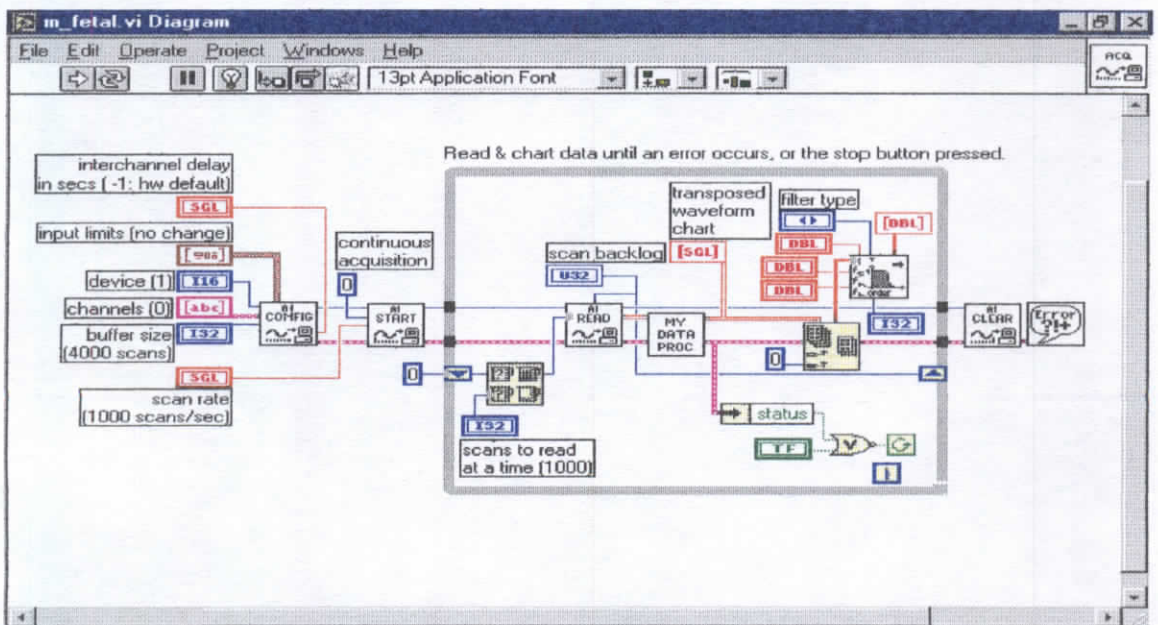 m_fetal.vi Diagram
File Edit Operate Project Windows Help
13pt Application Font
ACQ
Read & chart data until an error occurs, or the stop button pressed.
interchannel delay
in secs (-1: hw default)
SGL
input limits (no change)
device (1)
I16
channels (0)
[abc]
buffer size
(4000 scans)
I32
SGL
scan rate
(1000 scans/sec)
AI
CONFIG
continuous
acquisition
0
AI
START
0
scan backlog
U32
AI
READ
MY
DATA
PROC
transposed
waveform
chart
[SGL]
filter type
[DBL]
DBL
DBL
DBL
order
I32
0
I32
scans to read
at a time (1000)
status
TF
V
i
AI
CLEAR
Error
?!+